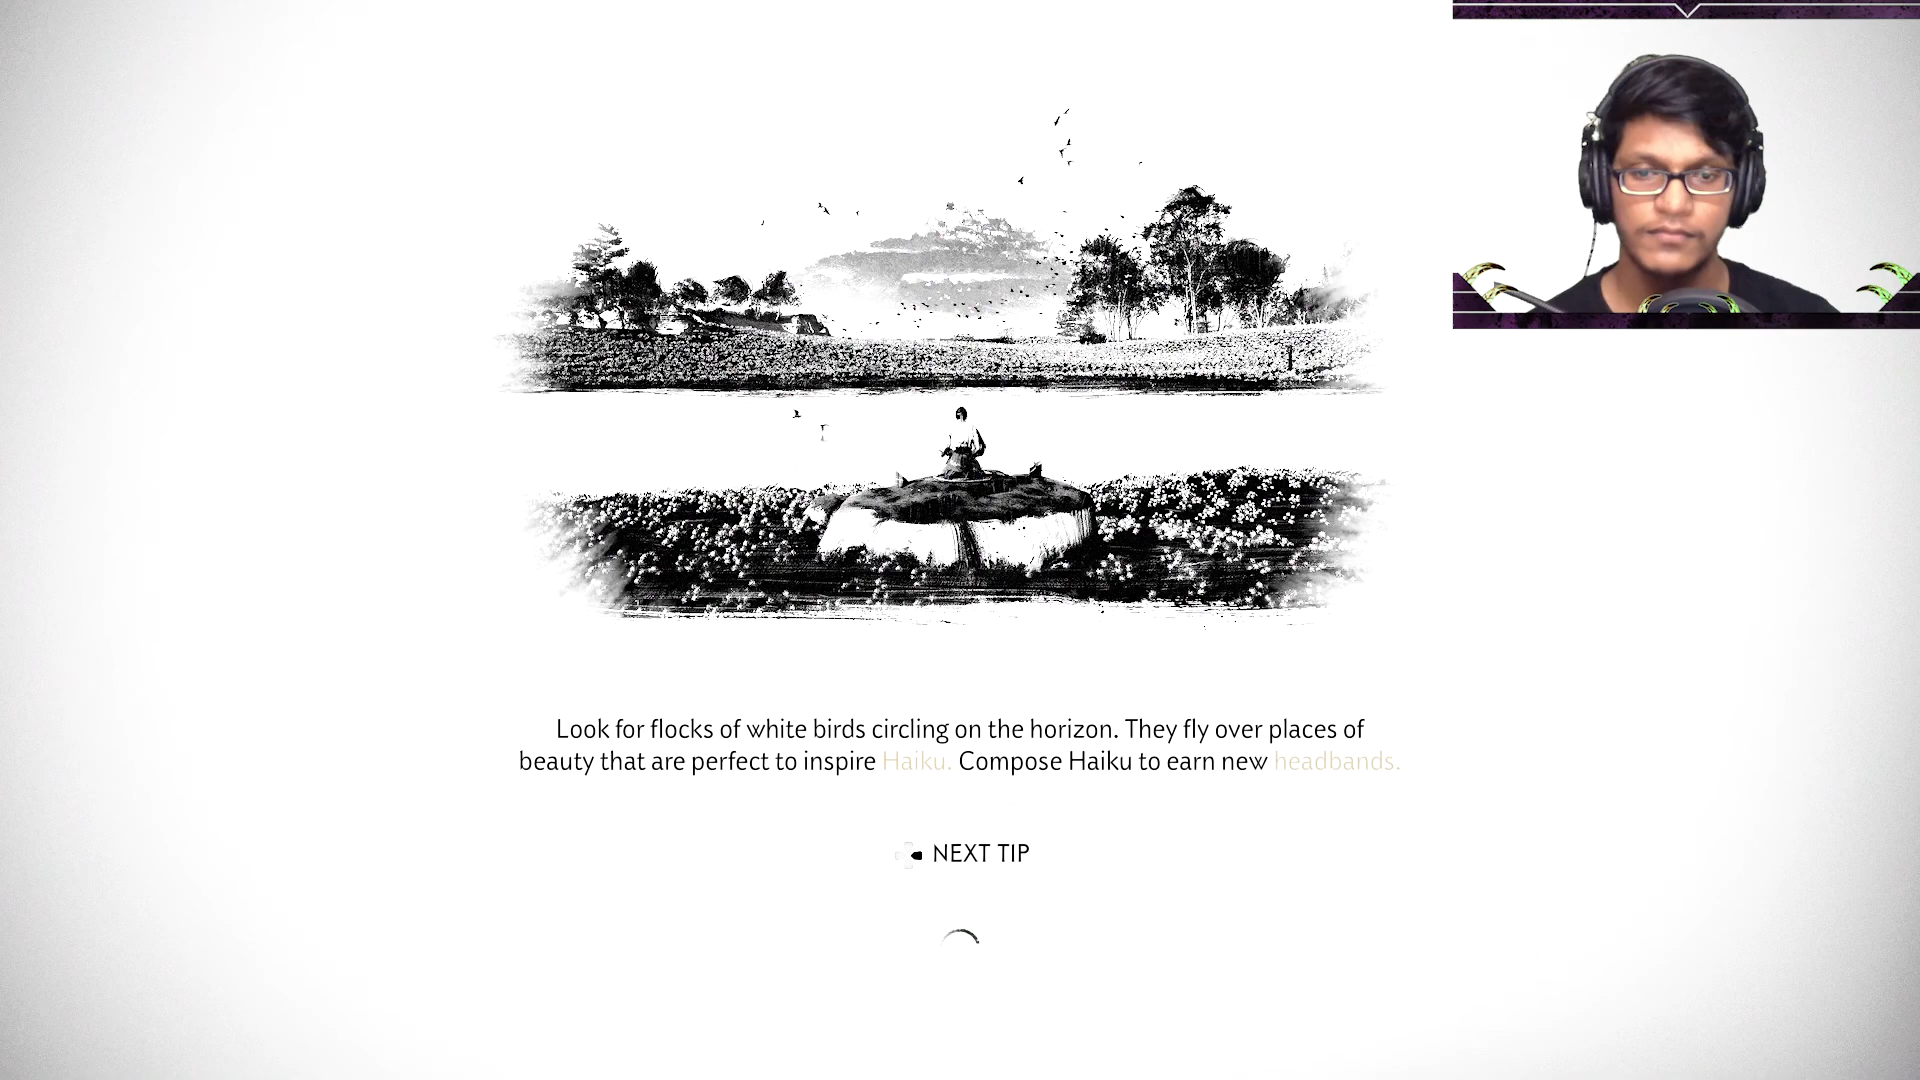 Look for flocks of white birds circling on the horizon. They fly over places of
beauty that are perfect to inspire Haiku. Compose Haiku to earn new headbands.
NEXT TIP